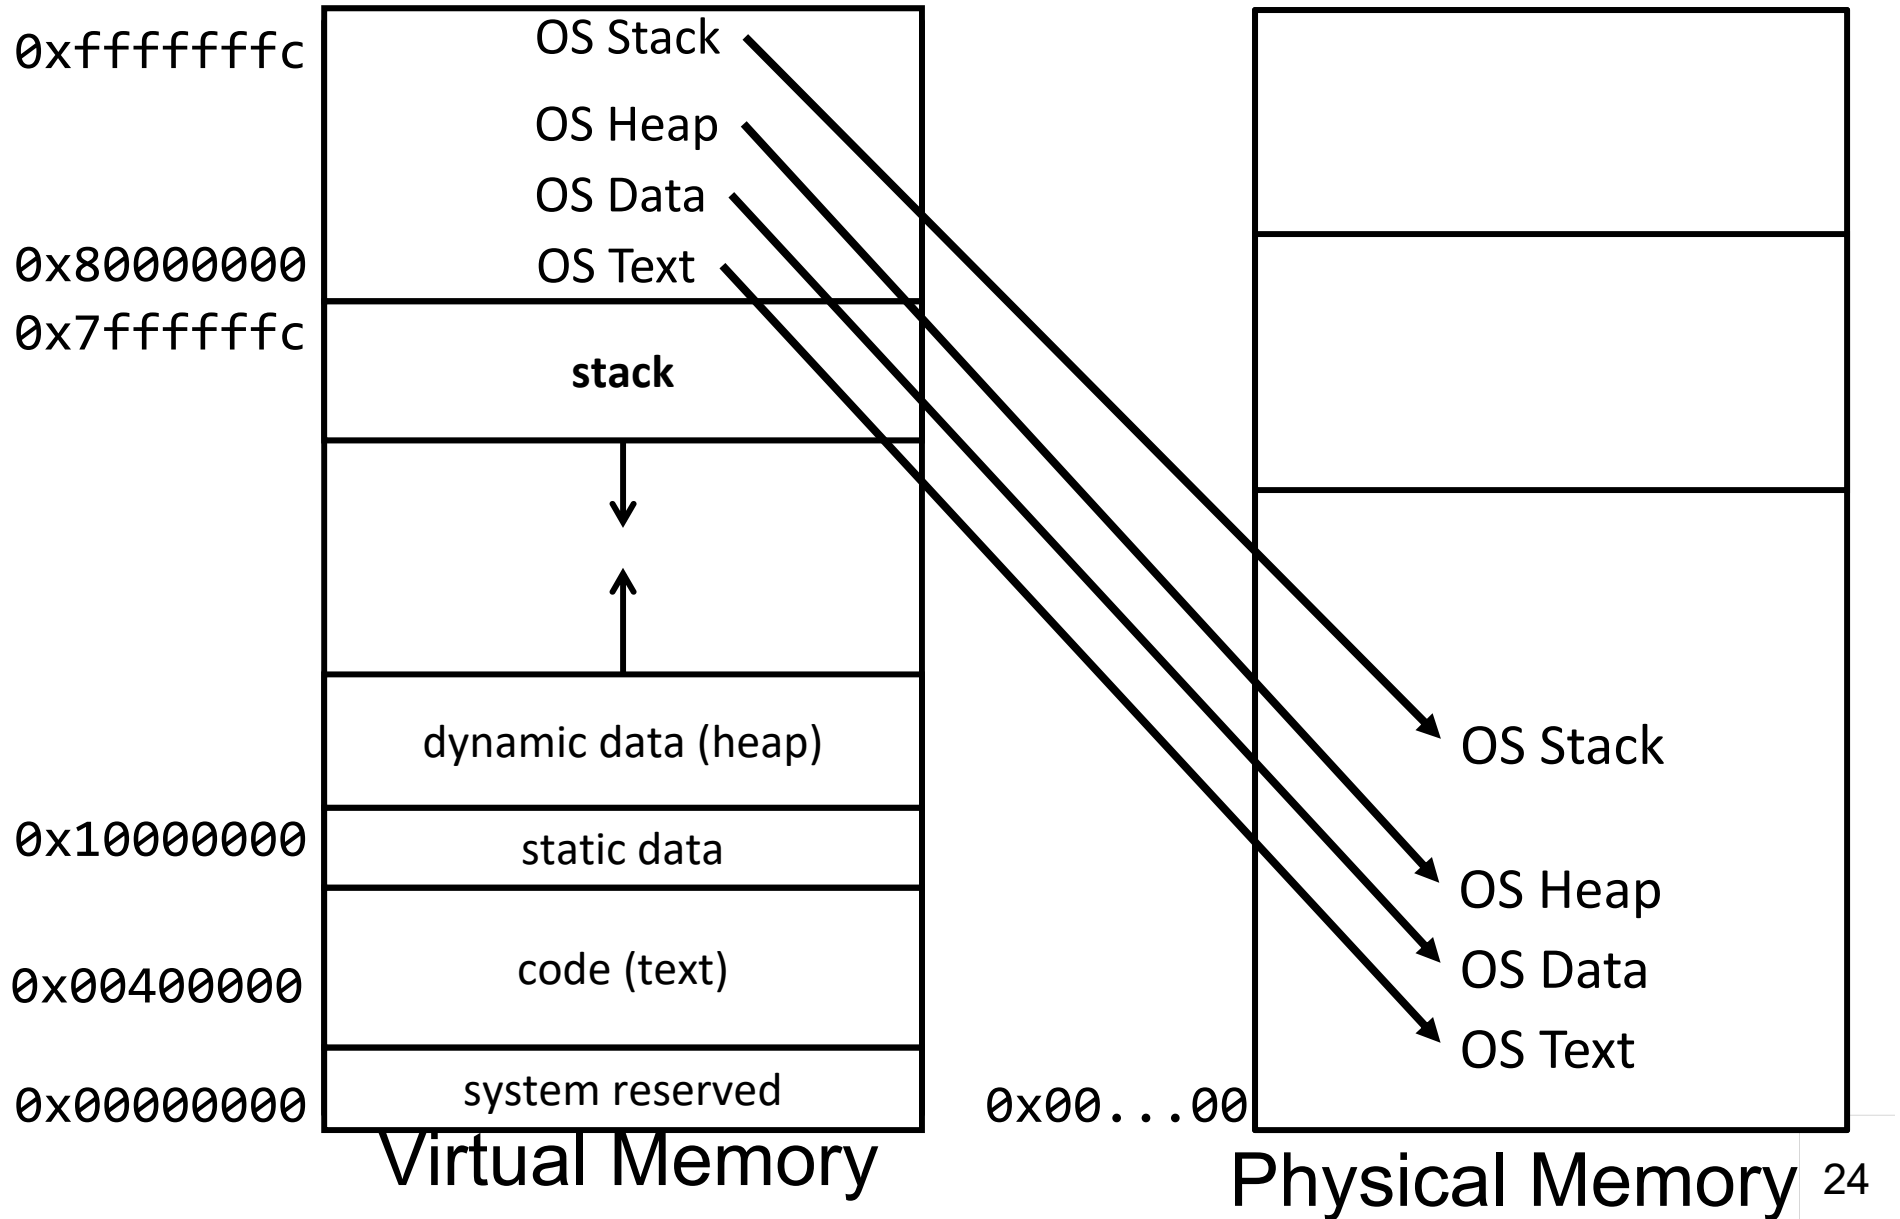 0xfffffffc
OS Stack
OS Heap
OS Data
0x80000000
OS Text
0x7ffffffc
stack
dynamic data (heap)
0x10000000
static data
code (text)
0x00400000
system reserved
0x00000000
Virtual Memory
OS Stack
OS Heap
OS Data
OS Text
0x00...00
Physical Memory
24